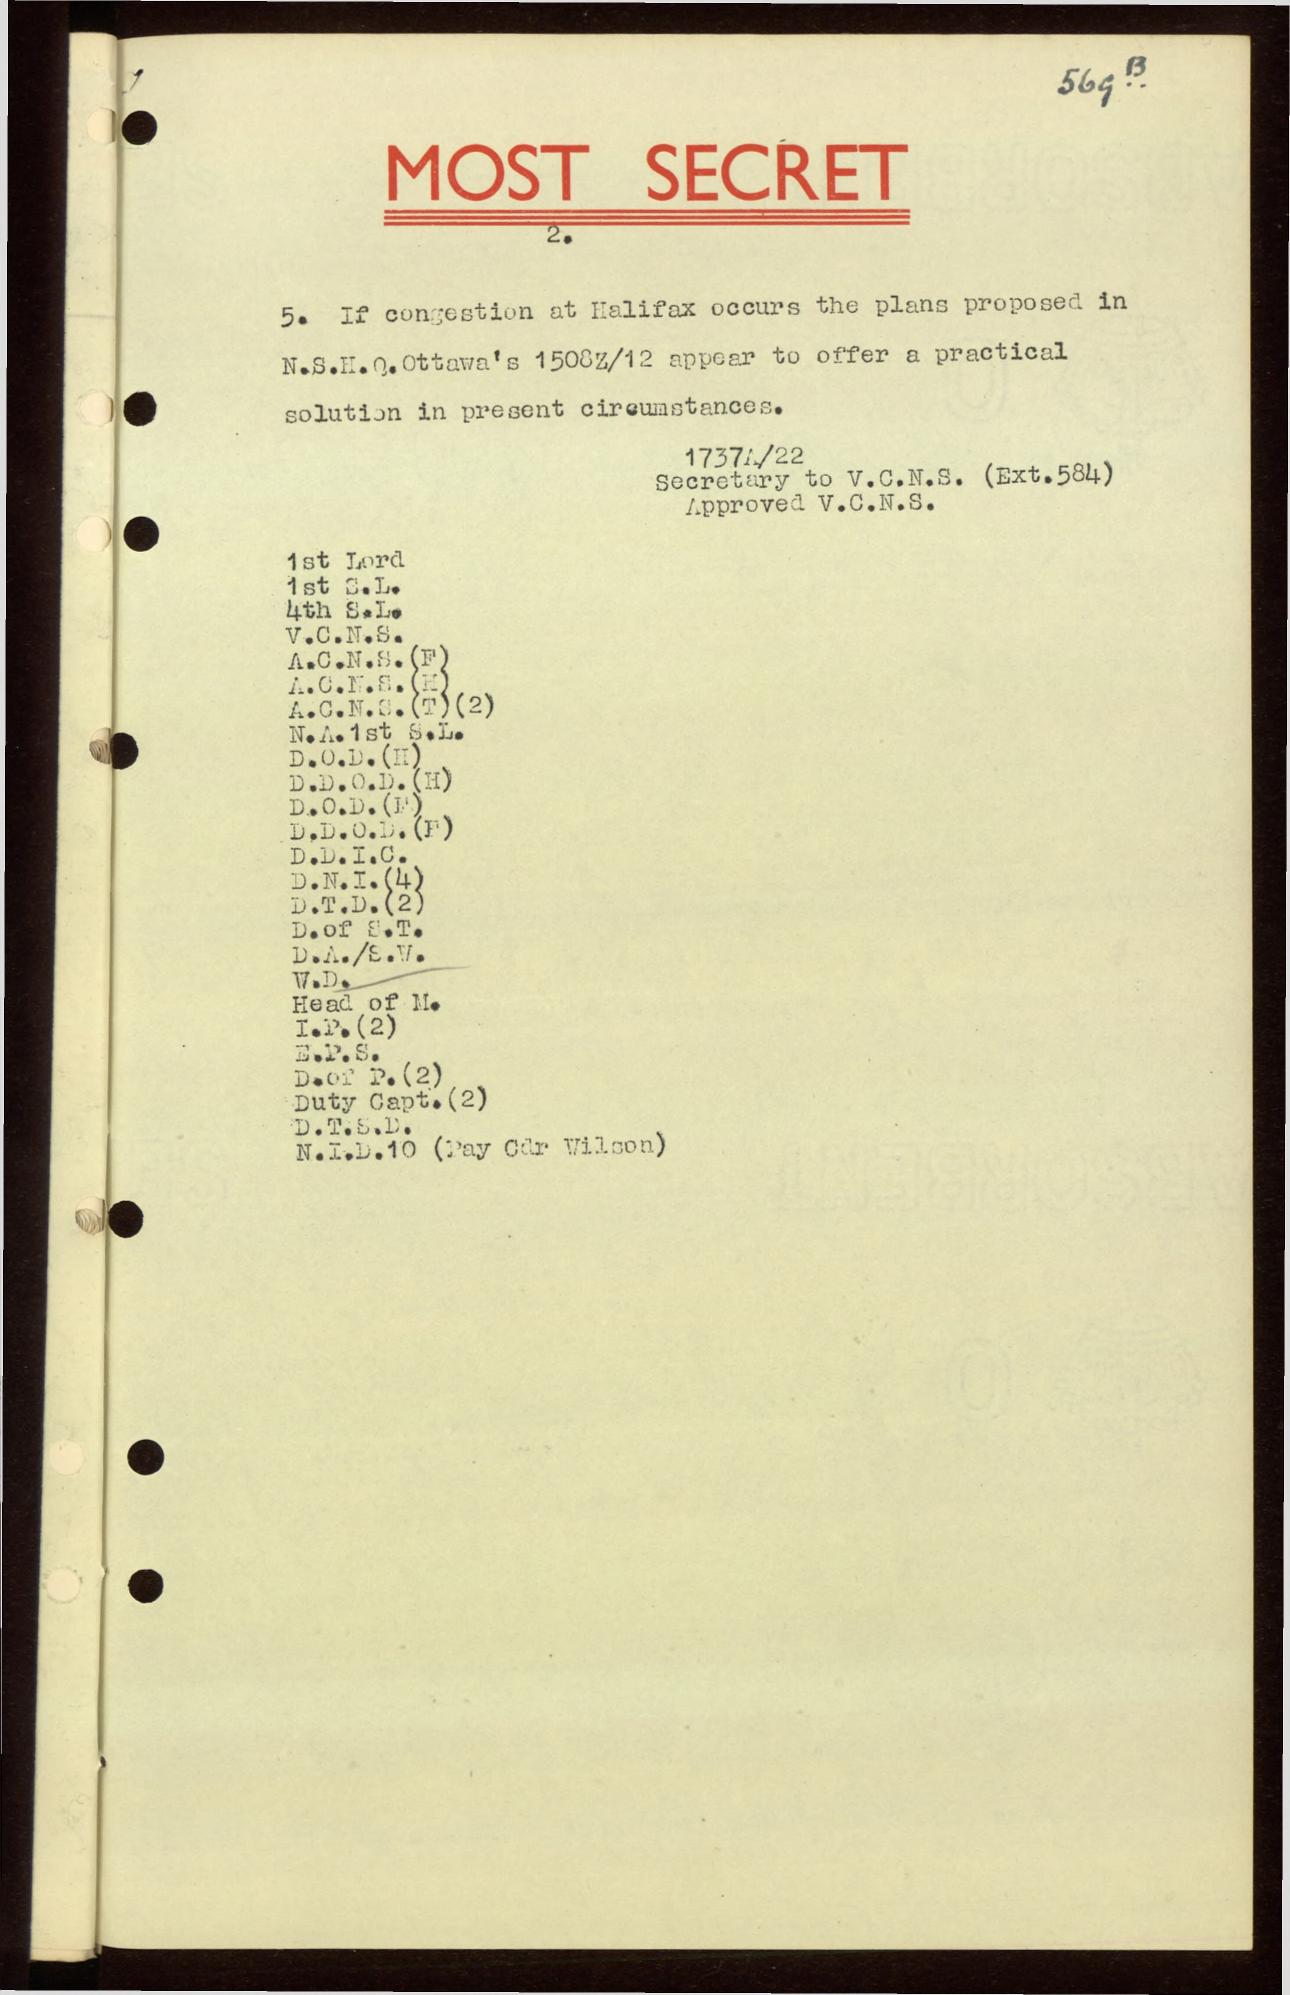 569 B
MOST SECRET
2.
5. If congestion at Halifax occurs the plans proposed in
N.S.H.Q.Ottawa's 1508Z/12 appear to offer a practical
solution in present circumstances.
1737A/22
Secretary to V.C.N.S. (Ext.584)
Approved V.C.N.S.
1st Lord
1st S.L.
4th S.L.
V.C.N.S.
A.C.N.S.(F)
A.C.N.S.(H)
A.C.N.S.(T)(2)
N.A.1st S.L.
D.O.D.(H)
D.D.O.D.(H)
D.O.D.(F)
D.D.O.D.(F)
D.D.I.C.
D.N.I.(4)
D.T.D.(2)
D.of S.T.
D.A./S.W.
W.D.
Head of M.
I.P.(2)
E.P.S.
D.of P.(2)
Duty Capt.(2)
D.T.S.D.
N.I.D.10 (Pay Cdr Wilson)